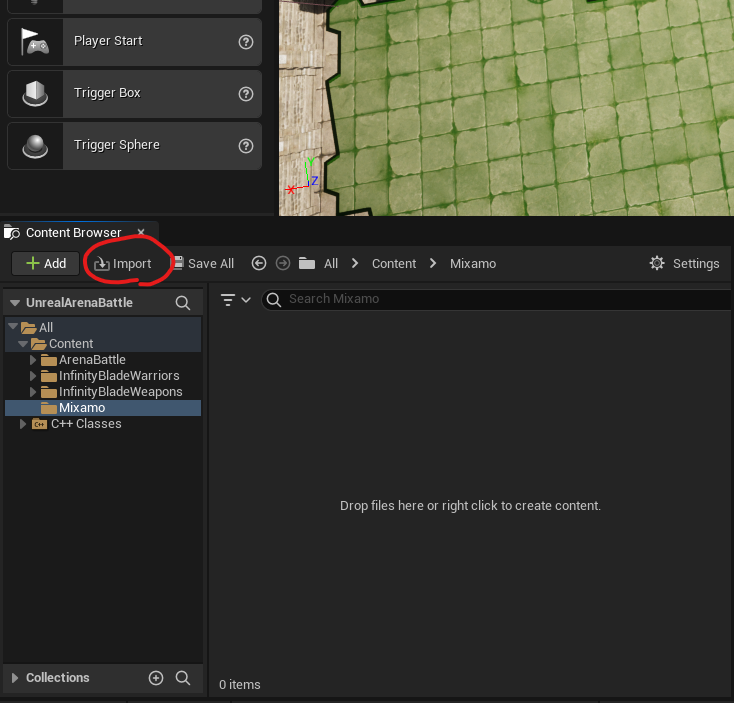 Player Start
Trigger Box
Trigger Sphere
Y
X Z
Content Browser
Add Import Save All All Content Mixamo Settings
UnrealArenaBattle
Search Mixamo
All
Content
ArenaBattle
InfinityBladeWarriors
InfinityBladeWeapons
Mixamo
C++ C++ Classes
Drop files here or right click to create content.
Collections
0 items